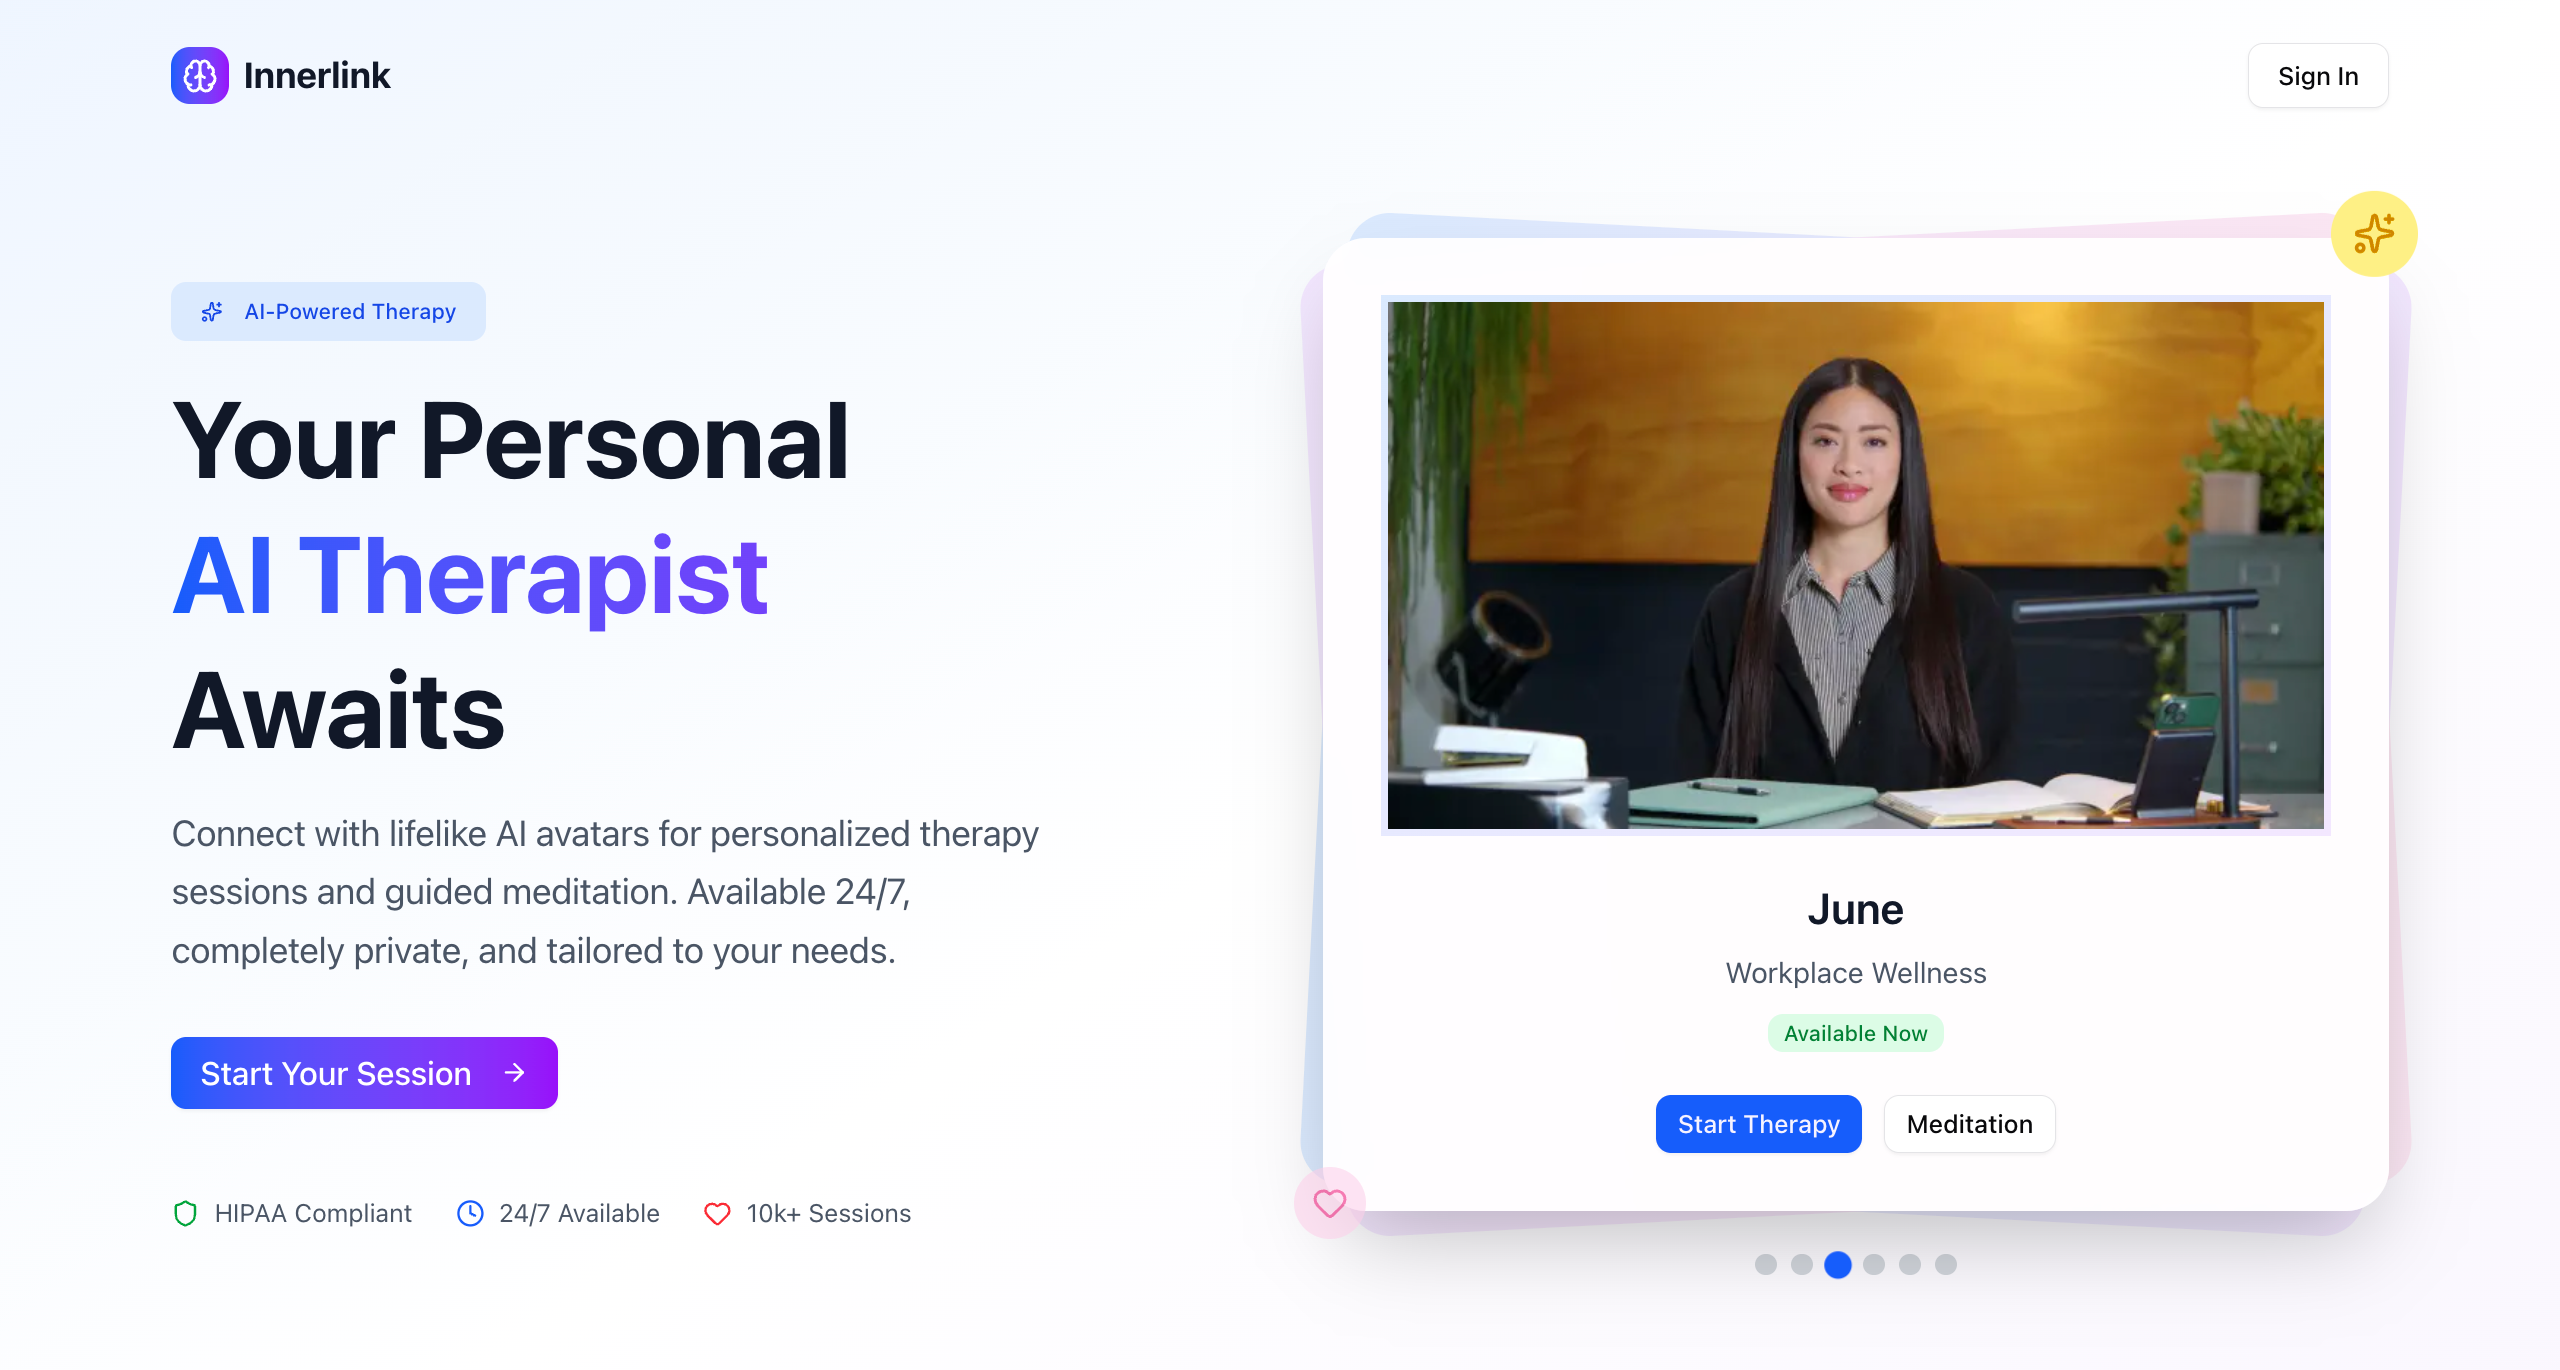 Innerlink
Sign In
AI-Powered Therapy
Your Personal
AI Therapist
Awaits
Connect with lifelike AI avatars for personalized therapy
sessions and guided meditation. Available 24/7,
completely private, and tailored to your needs.
Start Your Session
HIPAA Compliant
24/7 Available
10k+ Sessions
June
Workplace Wellness
Available Now
Start Therapy
Meditation